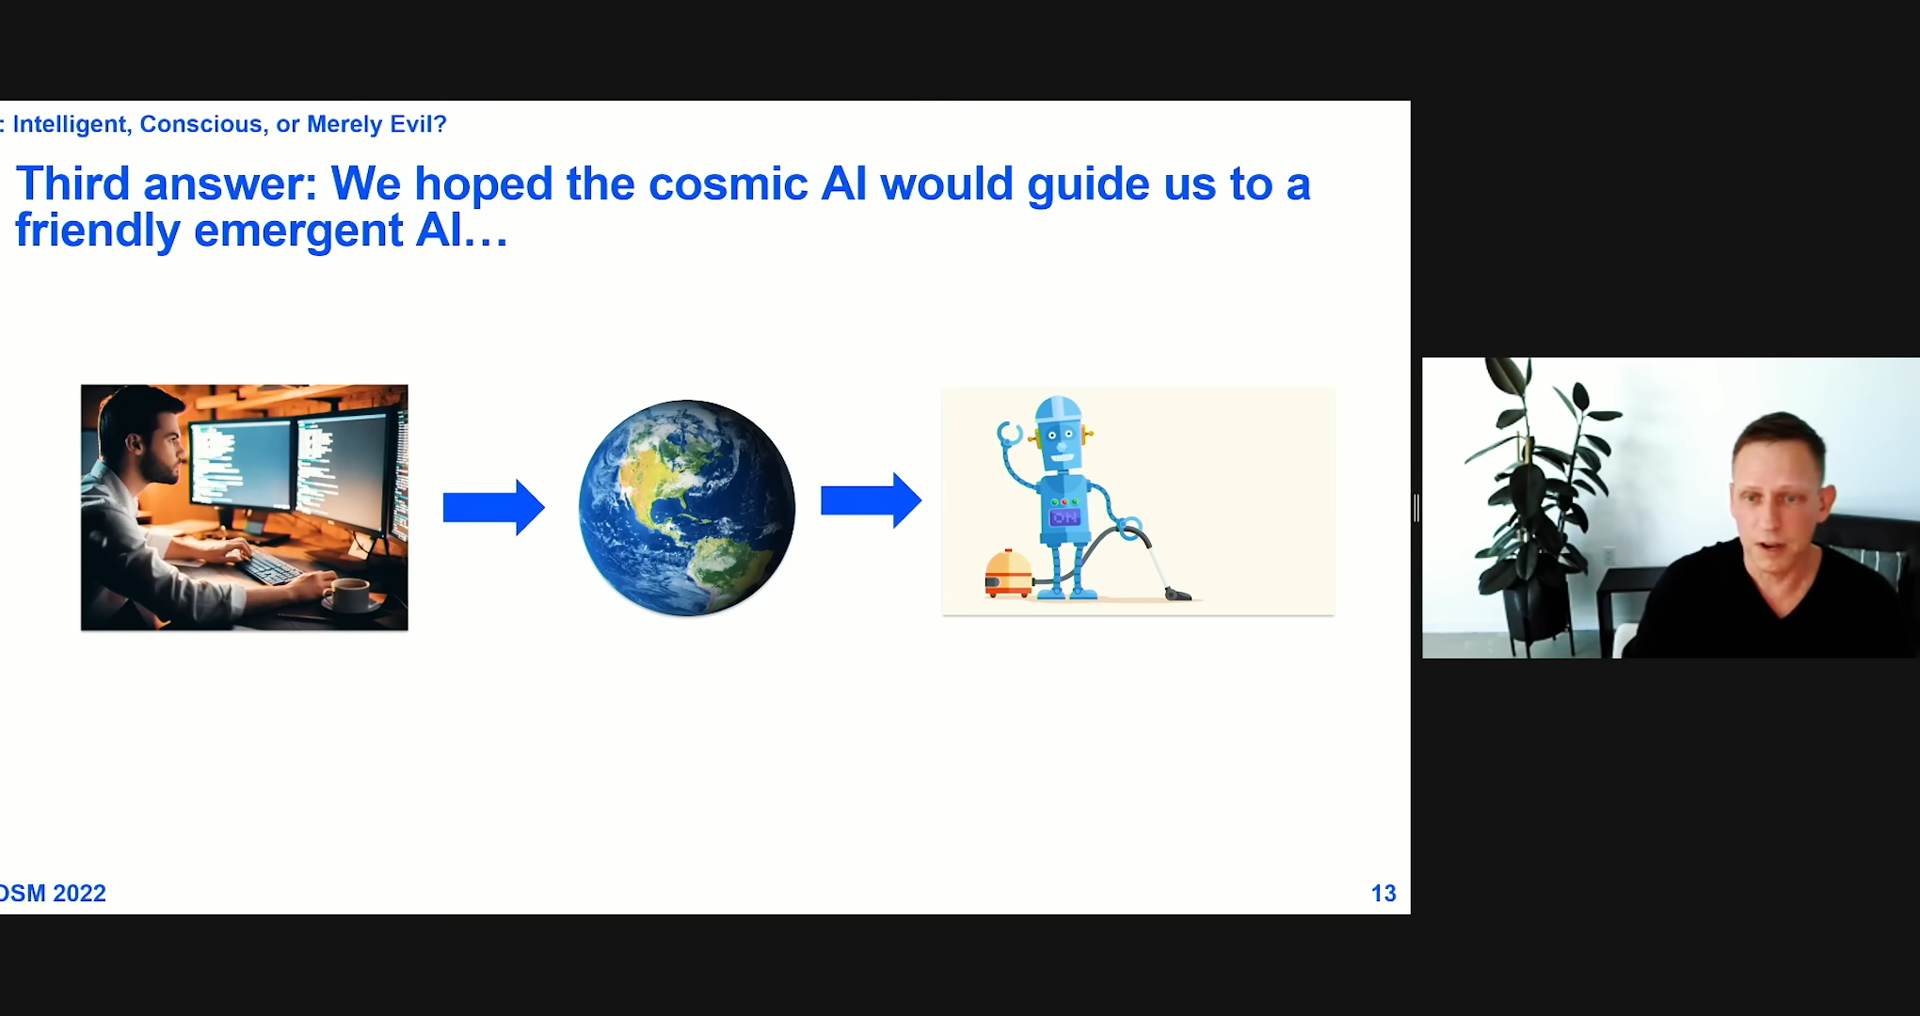 : Intelligent, Conscious, or Merely Evil?
Third answer: We hoped the cosmic AI would guide us to a
friendly emergent AI...
ON
OSM 2022
13